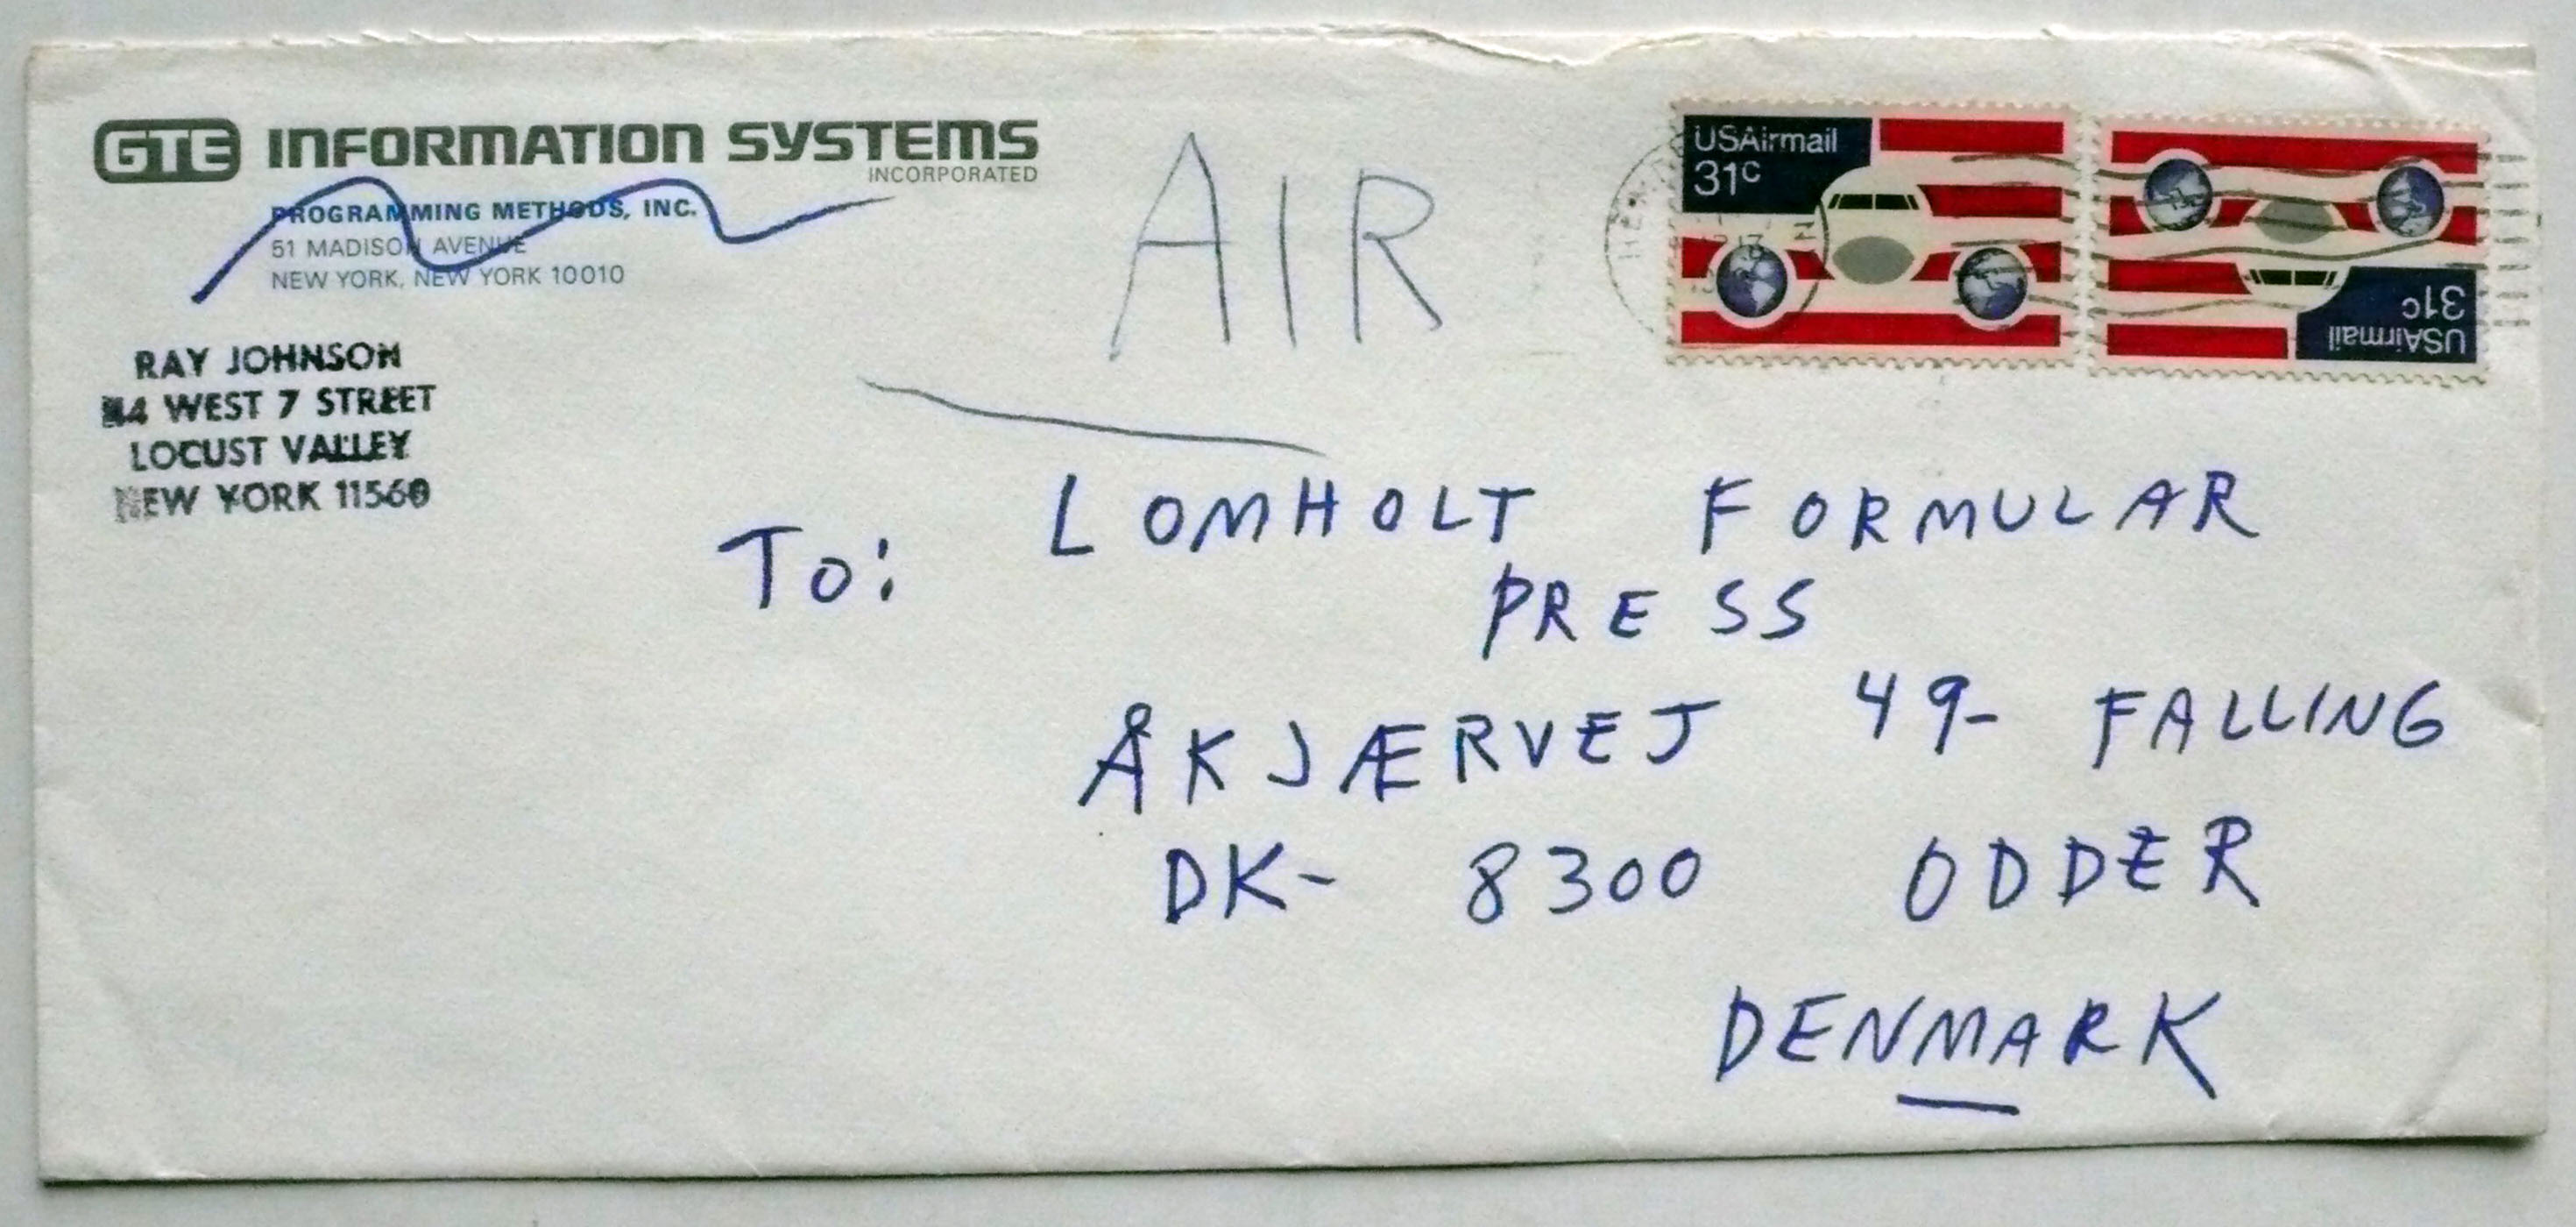 GTE INFORMATION SYSTEMS
INCORPORATED
PROGRAMMING METHODS, INC.
51 MADISON AVENUE
NEW YORK, NEW YORK 10010
RAY JOHNSON
44 WEST 7 STREET
LOCUST VALLEY
NEW YORK 11560
AIR
USAirmail
31c
USAirmail
31c
To: LOMHOLT FORMULAR
PRESS
ÅKJÆRVEJ 49- FALLING
DK- 8300 ODDER
DENMARK